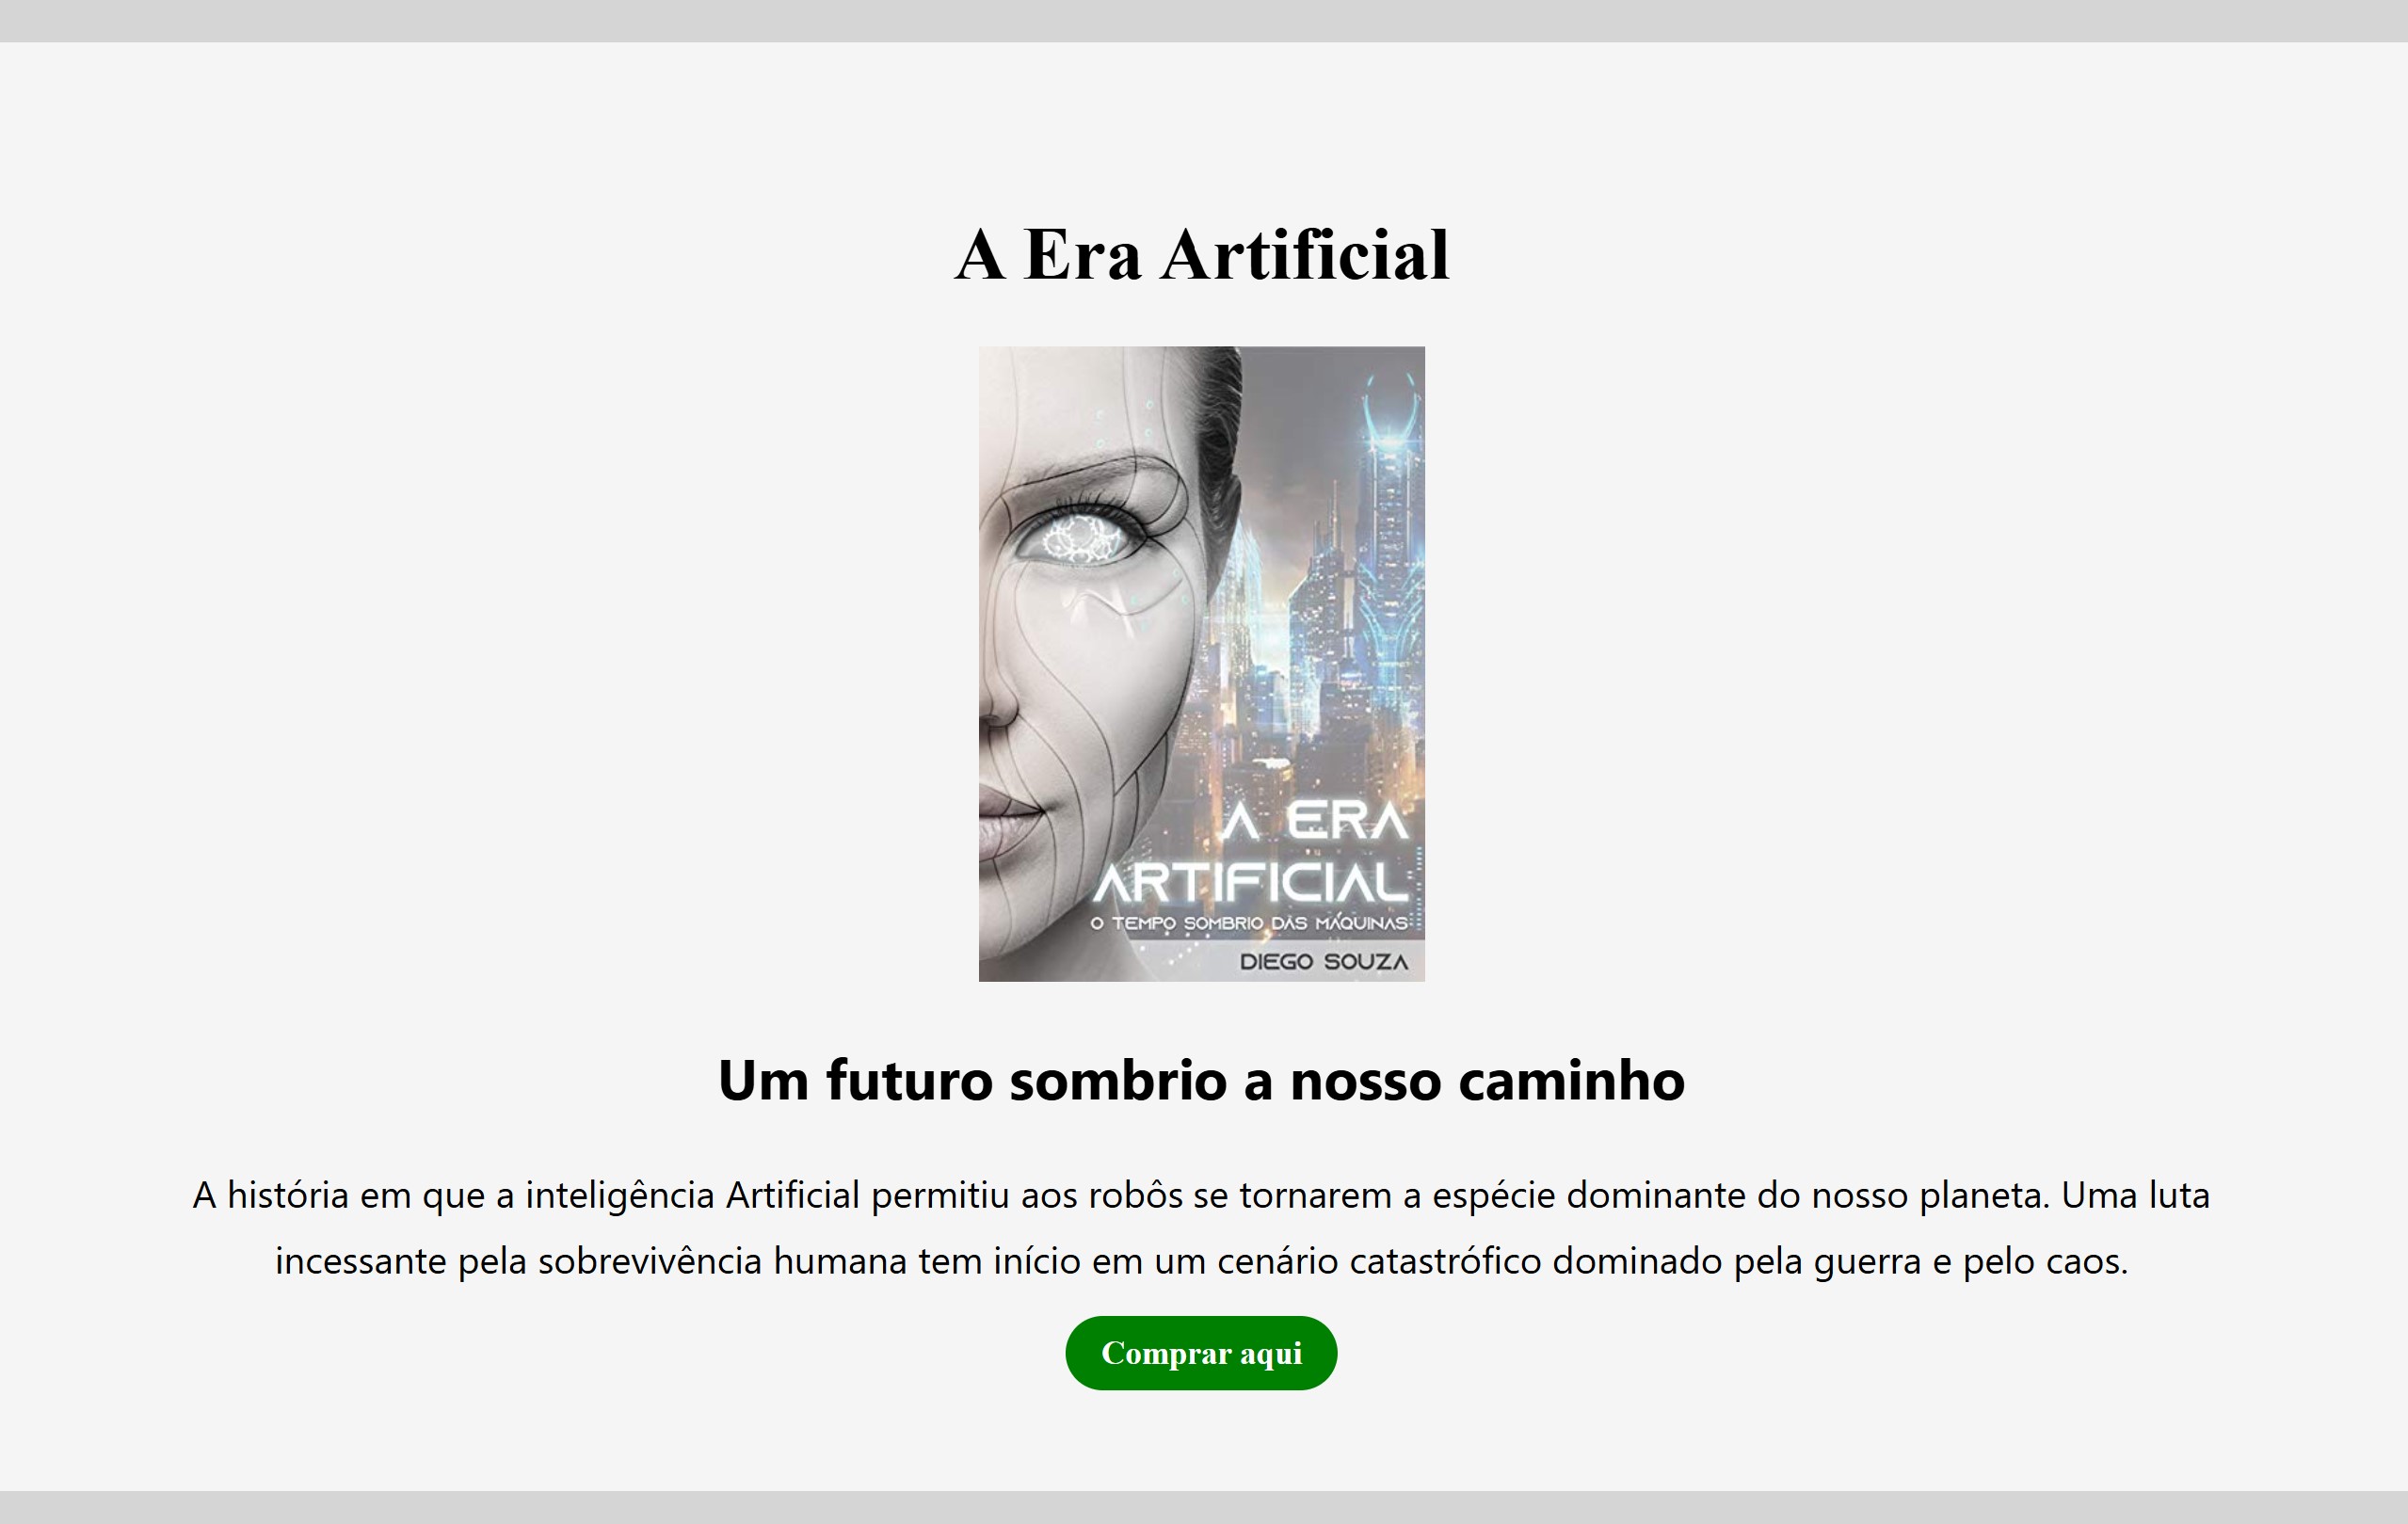 A Era Artificial
A ERA
ARTIFICIAL
O TEMPO SOMBRIO DAS MÁQUINAS
DIEGO SOUZA
Um futuro sombrio a nosso caminho
A história em que a inteligência Artificial permitiu aos robôs se tornarem a espécie dominante do nosso planeta. Uma luta
incessante pela sobrevivência humana tem início em um cenário catastrófico dominado pela guerra e pelo caos.
Comprar aqui